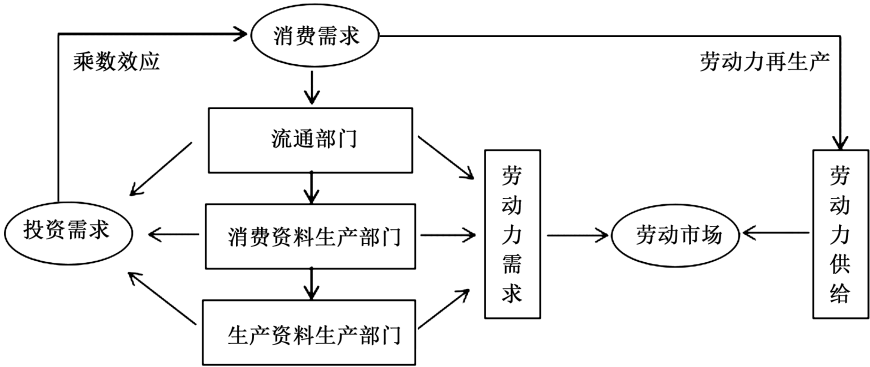 消费需求
乘数效应
劳动力再生产
流通部门
投资需求
消费资料生产部门
劳动力需求
劳动市场
劳动力供给
生产资料生产部门